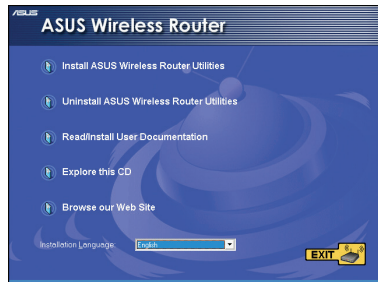 ASUS
ASUS Wireless Router
Install ASUS Wireless Router Utilities
Uninstall ASUS Wireless Router Utilities
Read/Install User Documentation
Explore this CD
Browse our Web Site
Installation Language: English
EXIT